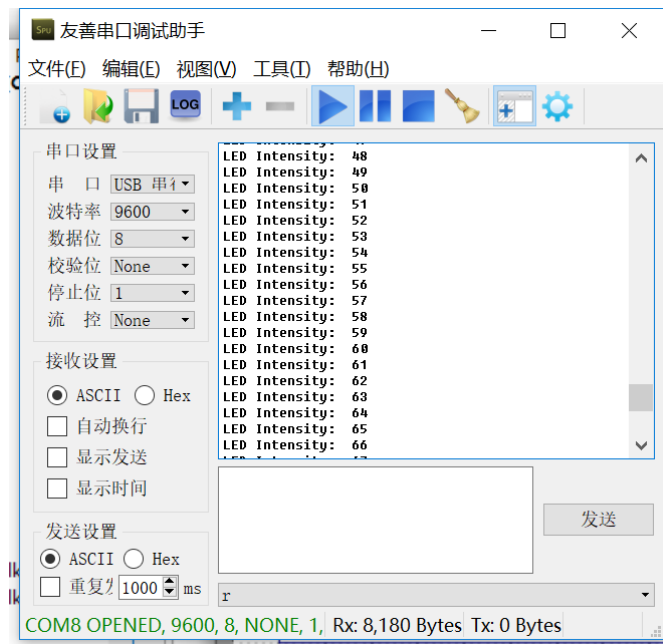 Spu 友善串口调试助手
文件(F) 编辑(E) 视图(V) 工具(T) 帮助(H)
LOG
串口设置
串 口 USB 串行
波特率 9600
数据位 8
校验位 None
停止位 1
流 控 None
接收设置
ASCII Hex
自动换行
显示发送
显示时间
发送设置
ASCII Hex
重复发 1000 ms
LED Intensity: 48
LED Intensity: 49
LED Intensity: 50
LED Intensity: 51
LED Intensity: 52
LED Intensity: 53
LED Intensity: 54
LED Intensity: 55
LED Intensity: 56
LED Intensity: 57
LED Intensity: 58
LED Intensity: 59
LED Intensity: 60
LED Intensity: 61
LED Intensity: 62
LED Intensity: 63
LED Intensity: 64
LED Intensity: 65
LED Intensity: 66
发送
r
COM8 OPENED, 9600, 8, NONE, 1, Rx: 8,180 Bytes Tx: 0 Bytes